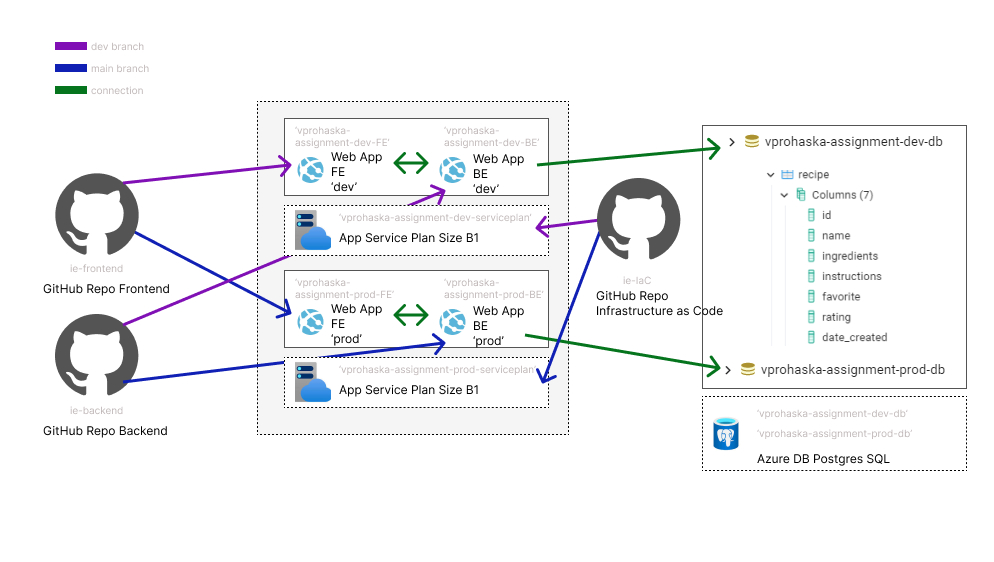 dev branch
main branch
connection
'vprohaska-
assignment-dev-FE'
Web App
FE
'dev'
'vprohaska-
assignment-dev-BE'
Web App
BE
'dev'
'vprohaska-assignment-dev-serviceplan'
App Service Plan Size B1
'vprohaska-
assignment-prod-FE'
Web App
FE
'prod'
'vprohaska-
assignment-prod-BE'
Web App
BE
'prod'
'vprohaska-assignment-prod-serviceplan
App Service Plan Size B1
ie-frontend
GitHub Repo Frontend
ie-backend
GitHub Repo Backend
ie-IaC
GitHub Repo
Infrastructure as Code
vprohaska-assignment-dev-db
recipe
Columns (7)
id
name
ingredients
instructions
favorite
rating
date_created
vprohaska-assignment-prod-db
'vprohaska-assignment-dev-db'
'vprohaska-assignment-prod-db'
Azure DB Postgres SQL